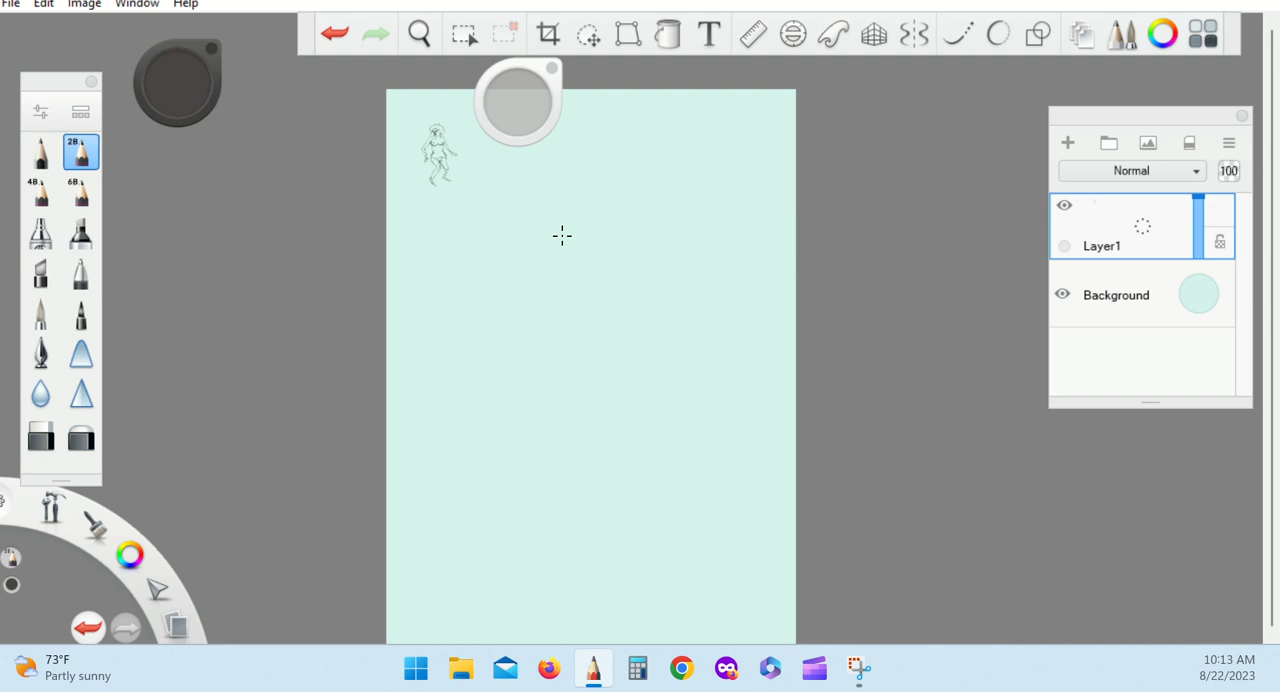 File Edit Image Window Help
T
2B
4B 6B
Normal 100
Layer1
Background
73°F
Partly sunny
10:13 AM
8/22/2023